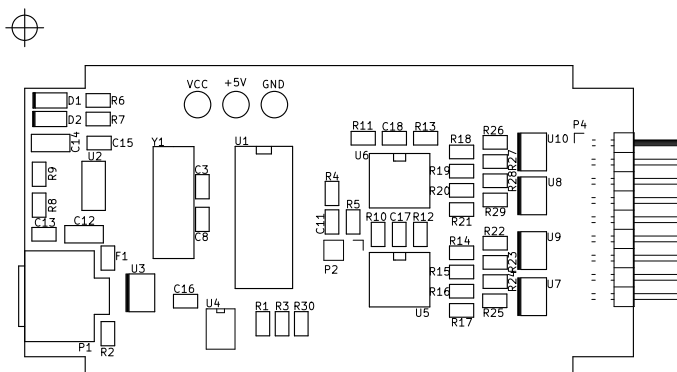 VCC +5V GND
D1 R6
D2 R7
C14 C15
U2
Y1
U1
R11 C18 R13
R18
R26
P4
U10
R27
U6
R19
R28
U8
R9
C3
R4
R20
R8
R21
R29
C13 C12
C8
C11
R5
R10 C17 R12
R22
U9
P2
R14
R23
F1
U3
R15
R24
U7
C16
R16
U4
R1 R3 R30
U5
R17
R25
P1
R2